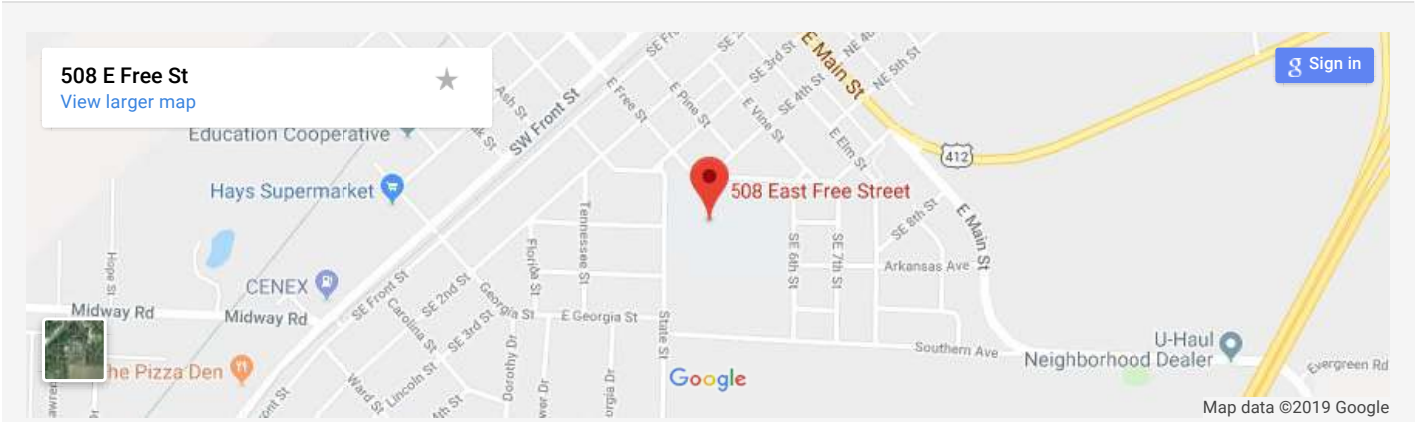 508 E Free St
View larger map
Sign in
Education Cooperative
Hays Supermarket
CENEX
Hope St
Midway Rd
Midway Rd
he Pizza Den
SW Front St
Ash St
E Free St
E Pine St
E Vine St
E Elm St
SE 3rd St
SE 4th St
E Main St
NE 5th St
412
508 East Free Street
SE 8th St
E Main St
Arkansas Ave
SE 6th St
SE 7th St
Tennessee St
Florida St
SE Front St
SE 2nd St
Georgia St
Carolina St
SE 3rd St
E Georgia St
State St
Southern Ave
U-Haul
Neighborhood Dealer
Evergreen Rd
Ward St
Lincoln St
Dorothy Dr
Google
Map data ©2019 Google